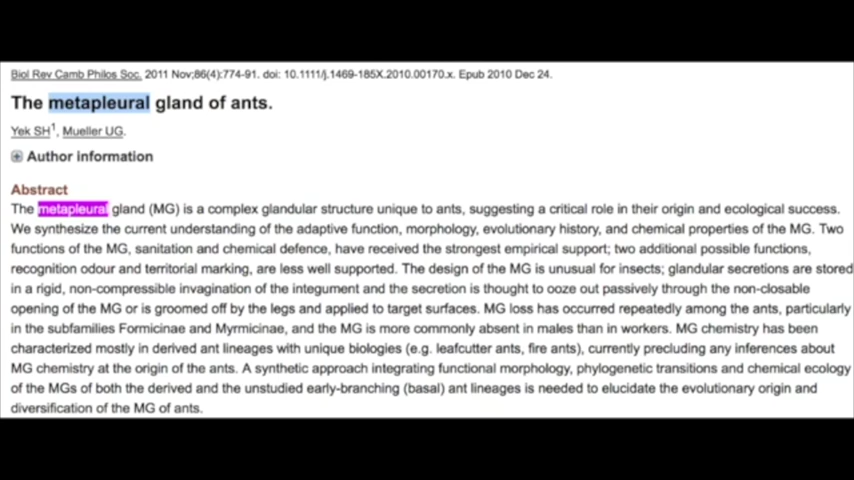 Biol Rev Camb Philos Soc. 2011 Nov;86(4):774-91. doi: 10.1111/j.1469-185X.2010.00170.x. Epub 2010 Dec 24.
The metapleural gland of ants.
Yek SH1, Mueller UG.
Author information
Abstract
The metapleural gland (MG) is a complex glandular structure unique to ants, suggesting a critical role in their origin and ecological success.
We synthesize the current understanding of the adaptive function, morphology, evolutionary history, and chemical properties of the MG. Two
functions of the MG, sanitation and chemical defence, have received the strongest empirical support; two additional possible functions,
recognition odour and territorial marking, are less well supported. The design of the MG is unusual for insects; glandular secretions are stored
in a rigid, non-compressible invagination of the integument and the secretion is thought to ooze out passively through the non-closable
opening of the MG or is groomed off by the legs and applied to target surfaces. MG loss has occurred repeatedly among the ants, particularly
in the subfamilies Formicinae and Myrmicinae, and the MG is more commonly absent in males than in workers. MG chemistry has been
characterized mostly in derived ant lineages with unique biologies (e.g. leafcutter ants, fire ants), currently precluding any inferences about
MG chemistry at the origin of the ants. A synthetic approach integrating functional morphology, phylogenetic transitions and chemical ecology
of the MGs of both the derived and the unstudied early-branching (basal) ant lineages is needed to elucidate the evolutionary origin and
diversification of the MG of ants.